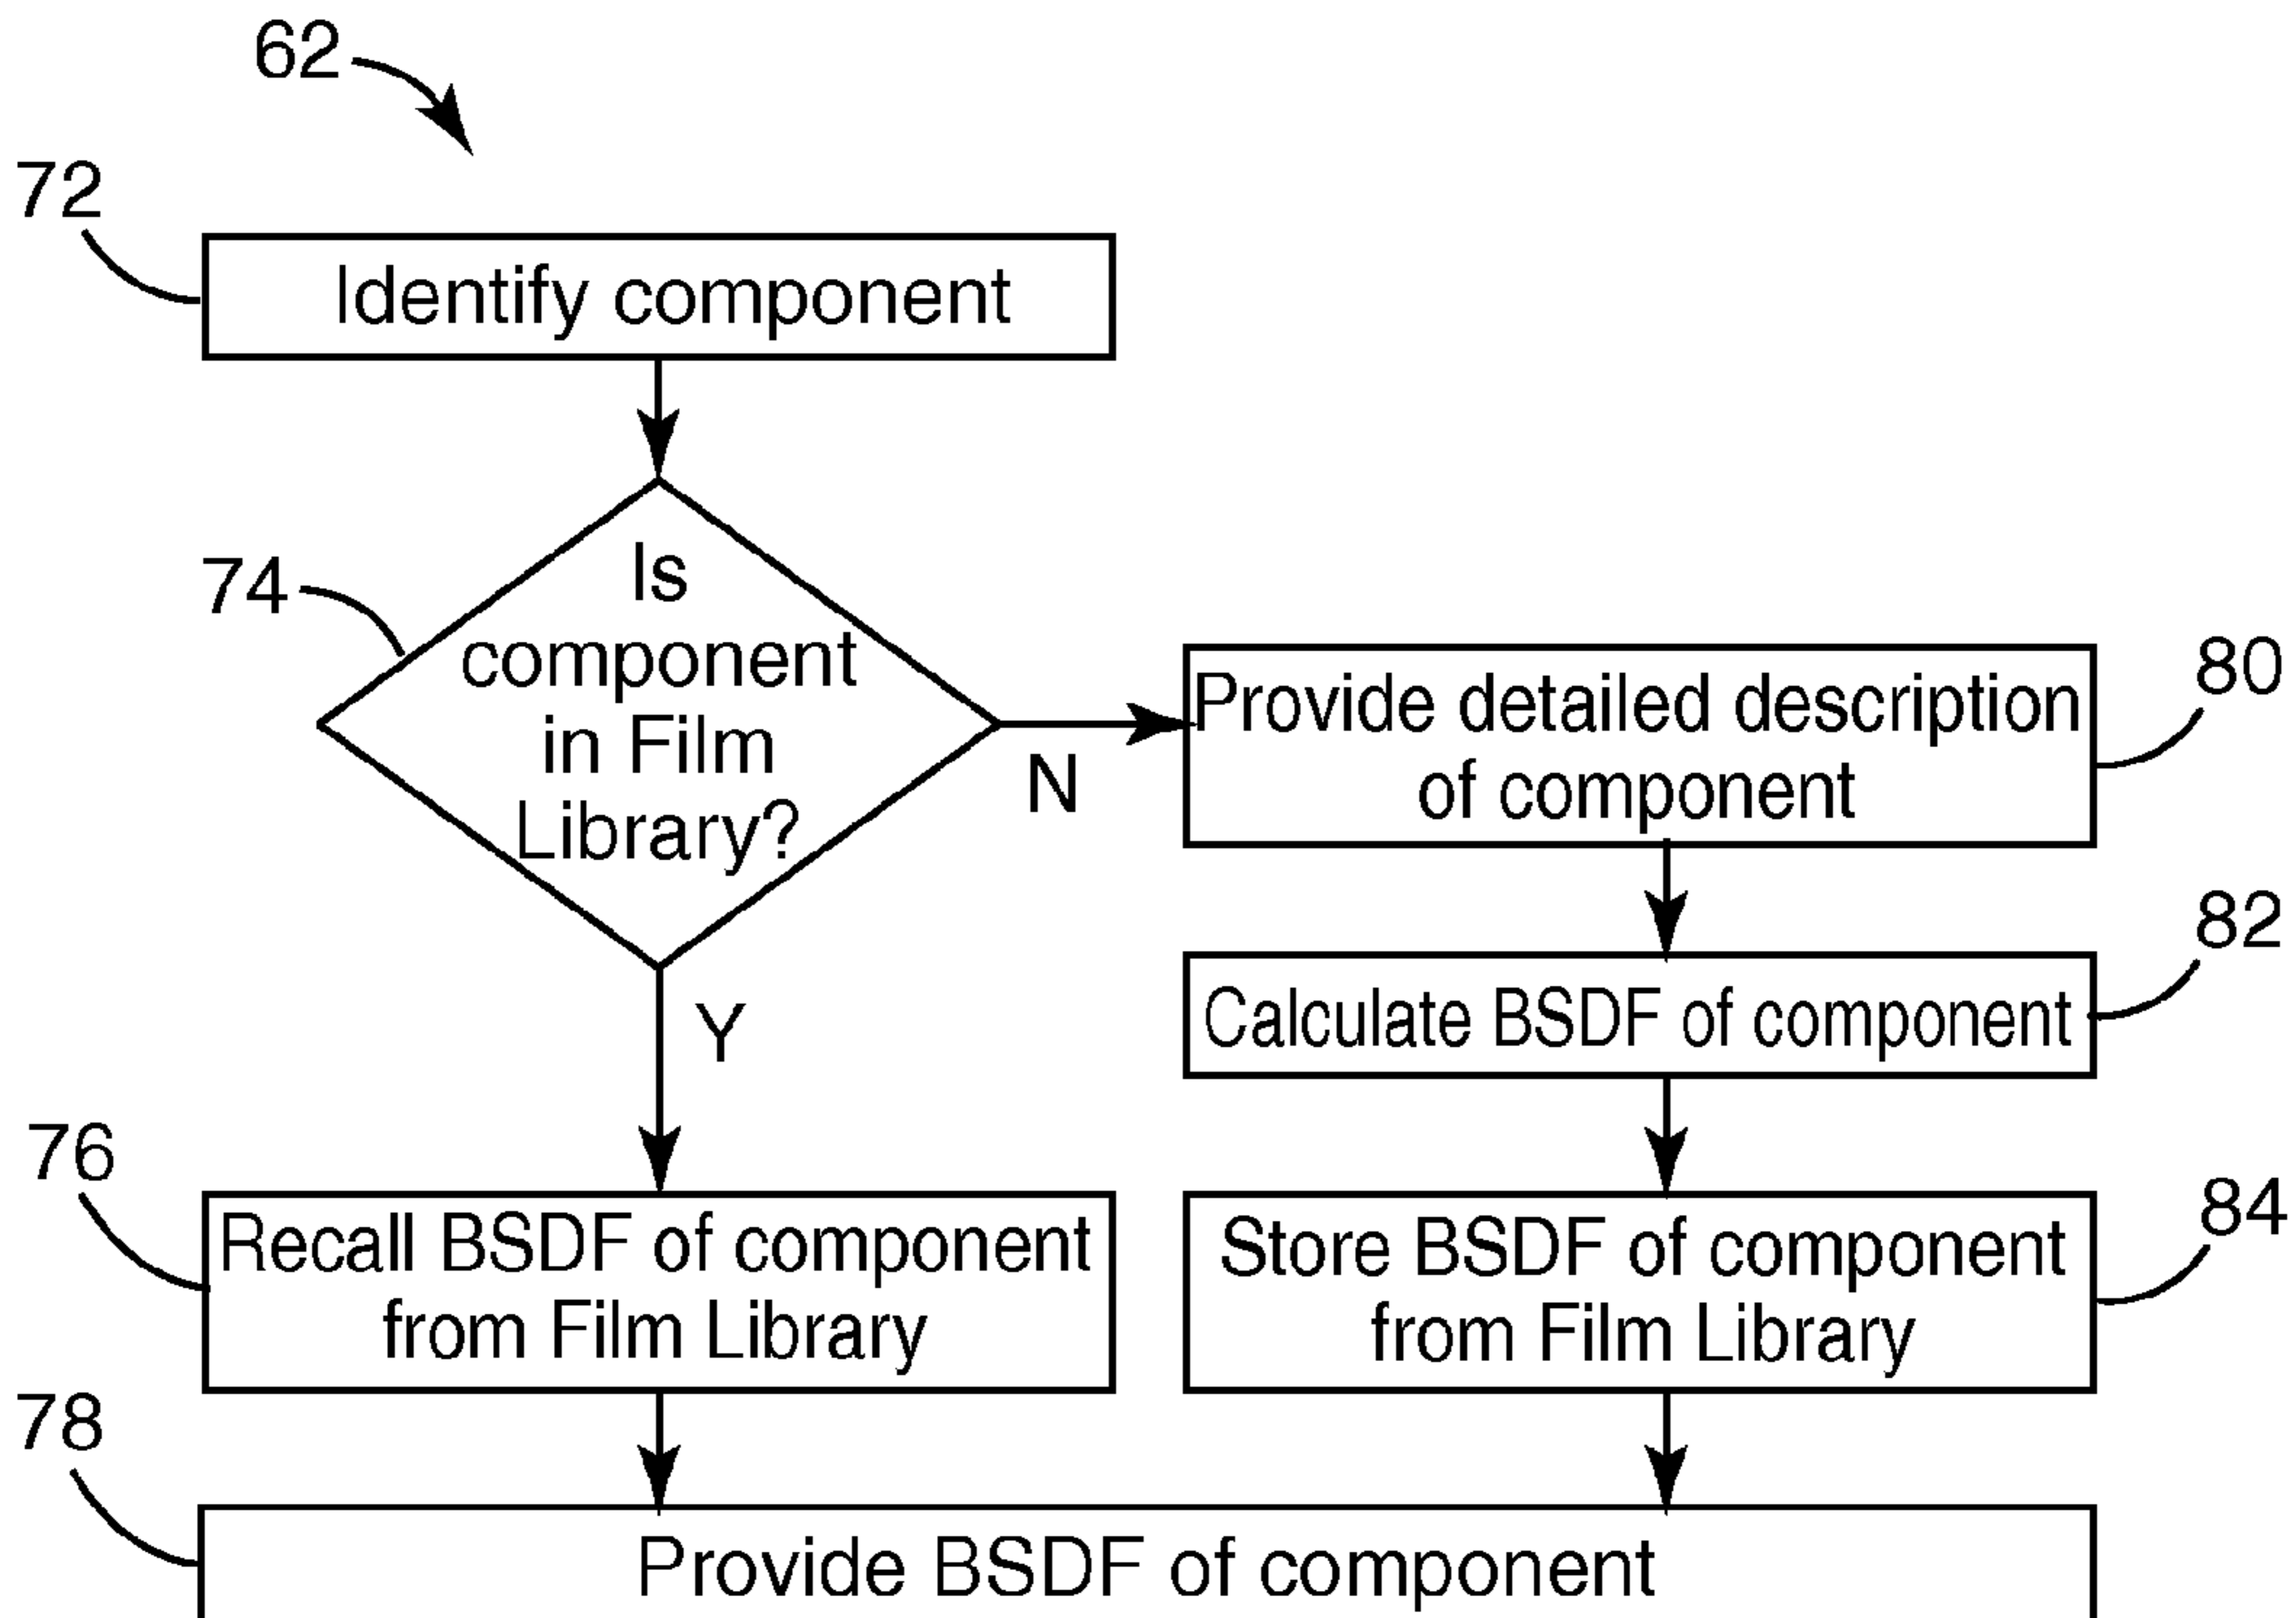 62
72
Identify component
74
Is
component
in Film
Library?
N
Y
80
Provide detailed description
of component
82
Calculate BSDF of component
76
Recall BSDF of component
from Film Library
84
Store BSDF of component
from Film Library
78
Provide BSDF of component